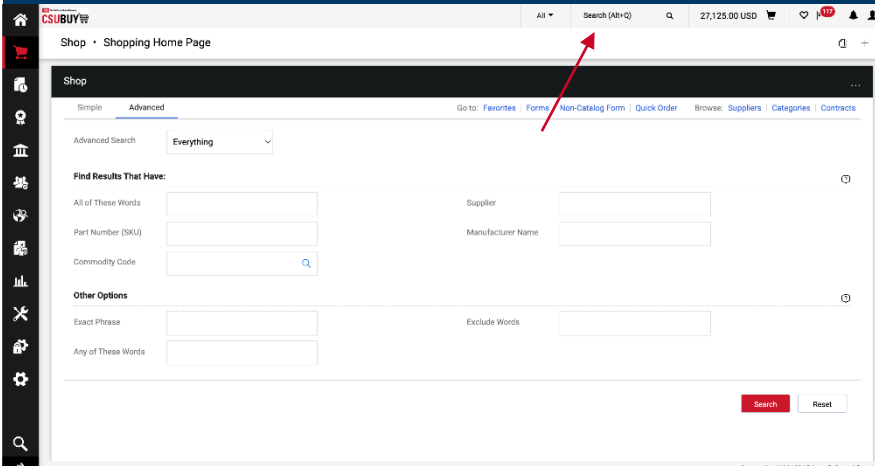 CSUBUY
All Search (Alt+Q) 27,125.00 USD 117
Shop • Shopping Home Page
Shop ...
Simple Advanced Go to: Favorites | Forms | Non-Catalog Form | Quick Order Browse: Suppliers | Categories | Contracts
Advanced Search Everything
Find Results That Have: ?
All of These Words Supplier
Part Number (SKU) Manufacturer Name
Commodity Code
Other Options ?
Exact Phrase Exclude Words
Any of These Words
Search Reset